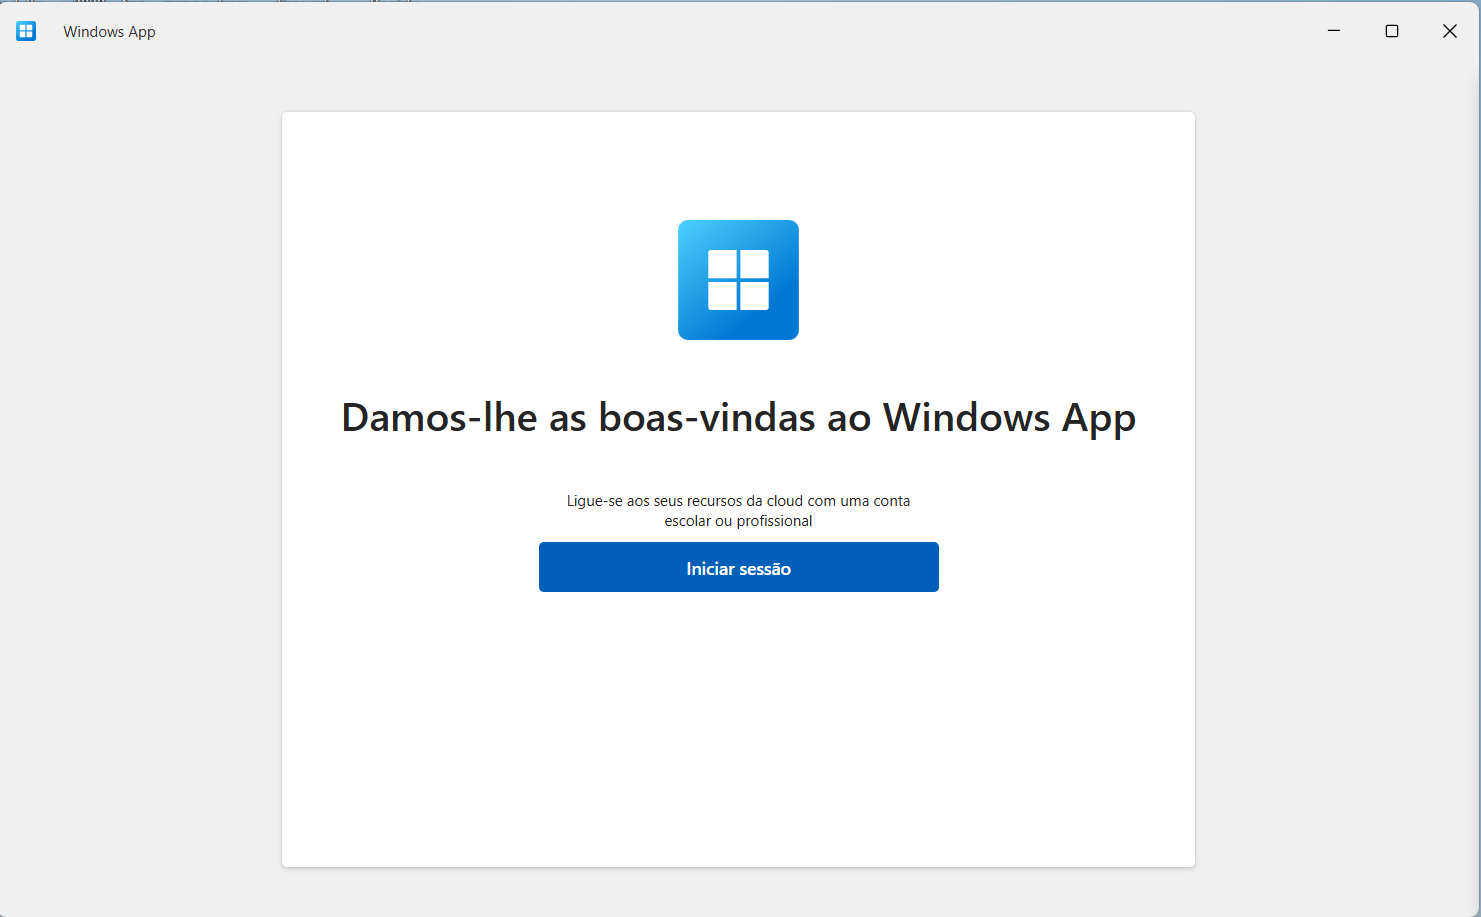 Windows App
Damos-lhe as boas-vindas ao Windows App
Ligue-se aos seus recursos da cloud com uma conta
escolar ou profissional
Iniciar sessão